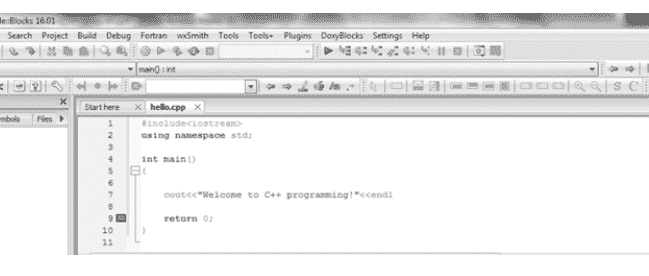 de::Blocks 16.01
Search Project Build Debug Fortran wxSmith Tools Tools+ Plugins DoxyBlocks Settings Help
main() : int
Start here hello.cpp
mbols Files
1 #include<iostream>
2 using namespace std;
3
4 int main()
5 {
6
7 cout<<"Welcome to C++ programming!"<<endl
8
9 return 0;
10 }
11